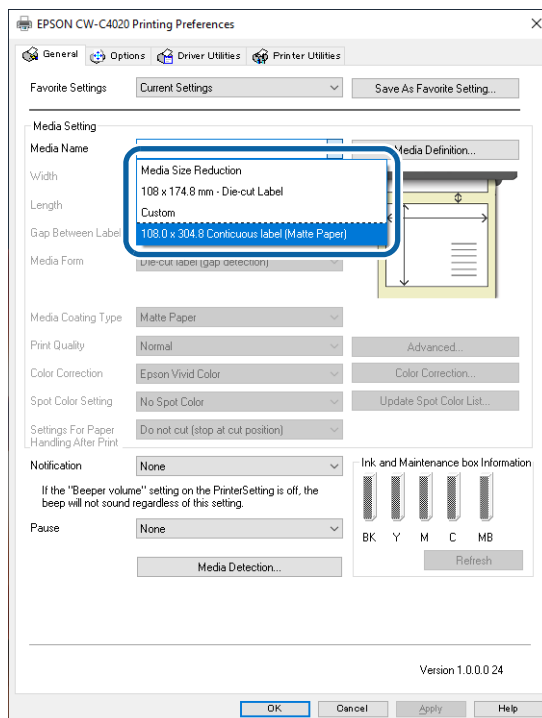 EPSON CW-C4020 Printing Preferences
General Options Driver Utilities Printer Utilities
Favorite Settings Current Settings Save As Favorite Setting...
Media Setting
Media Name Media Definition...
Media Size Reduction
Width
108 x 174.8 mm - Die-cut Label
Length
Custom
Gap Between Label 108.0 x 304.8 Conticuous label (Matte Paper)
Media Form Die-cut label (gap detection)
Media Coating Type Matte Paper
Print Quality Normal Advanced...
Color Correction Epson Vivid Color Color Correction...
Spot Color Setting No Spot Color Update Spot Color List...
Settings For Paper Do not cut (stop at cut position)
Handling After Print
Notification None Ink and Maintenance box Information
If the "Beeper volume" setting on the PrinterSetting is off, the
beep will not sound regardless of this setting.
Pause None
BK Y M C MB
Media Detection... Refresh
Version 1.0.0.0 24
OK Cancel Apply Help